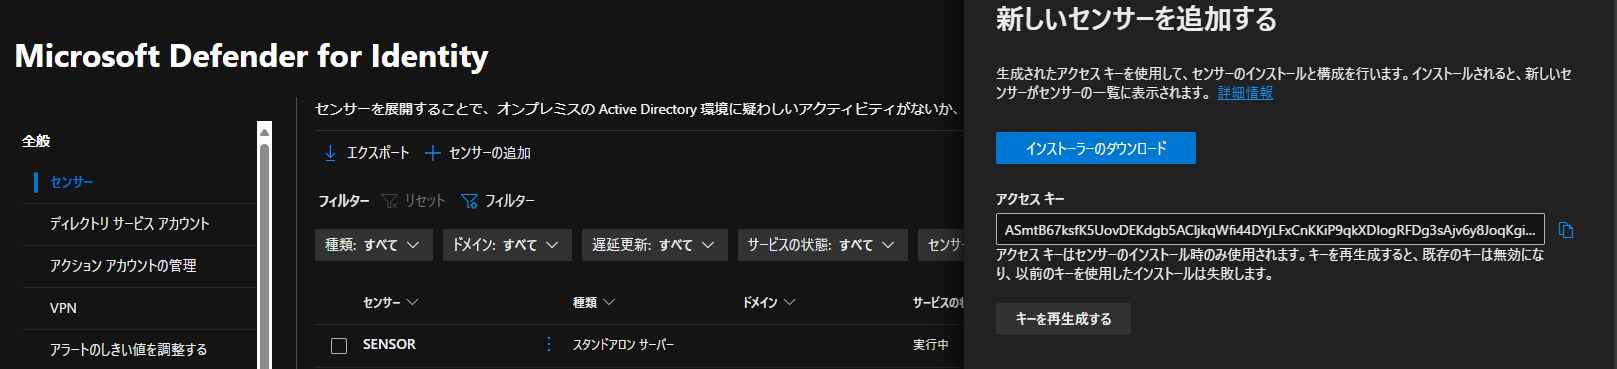 Microsoft Defender for Identity
全般
センサー
ディレクトリ サービス アカウント
アクション アカウントの管理
VPN
アラートのしきい値を調整する
センサーを展開することで、オンプレミスの Active Directory 環境に疑わしいアクティビティがないか、
エクスポート センサーの追加
フィルター リセット フィルター
種類: すべて ドメイン: すべて 遅延更新: すべて サービスの状態: すべて センサ
センサー 種類 ドメイン サービスの状
SENSOR スタンドアロン サーバー 実行中
新しいセンサーを追加する
生成されたアクセス キーを使用して、センサーのインストールと構成を行います。インストールされると、新しいセ
ンサーがセンサーの一覧に表示されます。 詳細情報
インストーラーのダウンロード
アクセス キー
ASmtB67ksfK5UovDEKdgb5ACljkqWfi44DYjLFxCnKKiP9qkXDlogRFDg3sAjv6y8JoqKgi...
アクセス キーはセンサーのインストール時のみ使用されます。キーを再生成すると、既存のキーは無効にな
り、以前のキーを使用したインストールは失敗します。
キーを再生成する